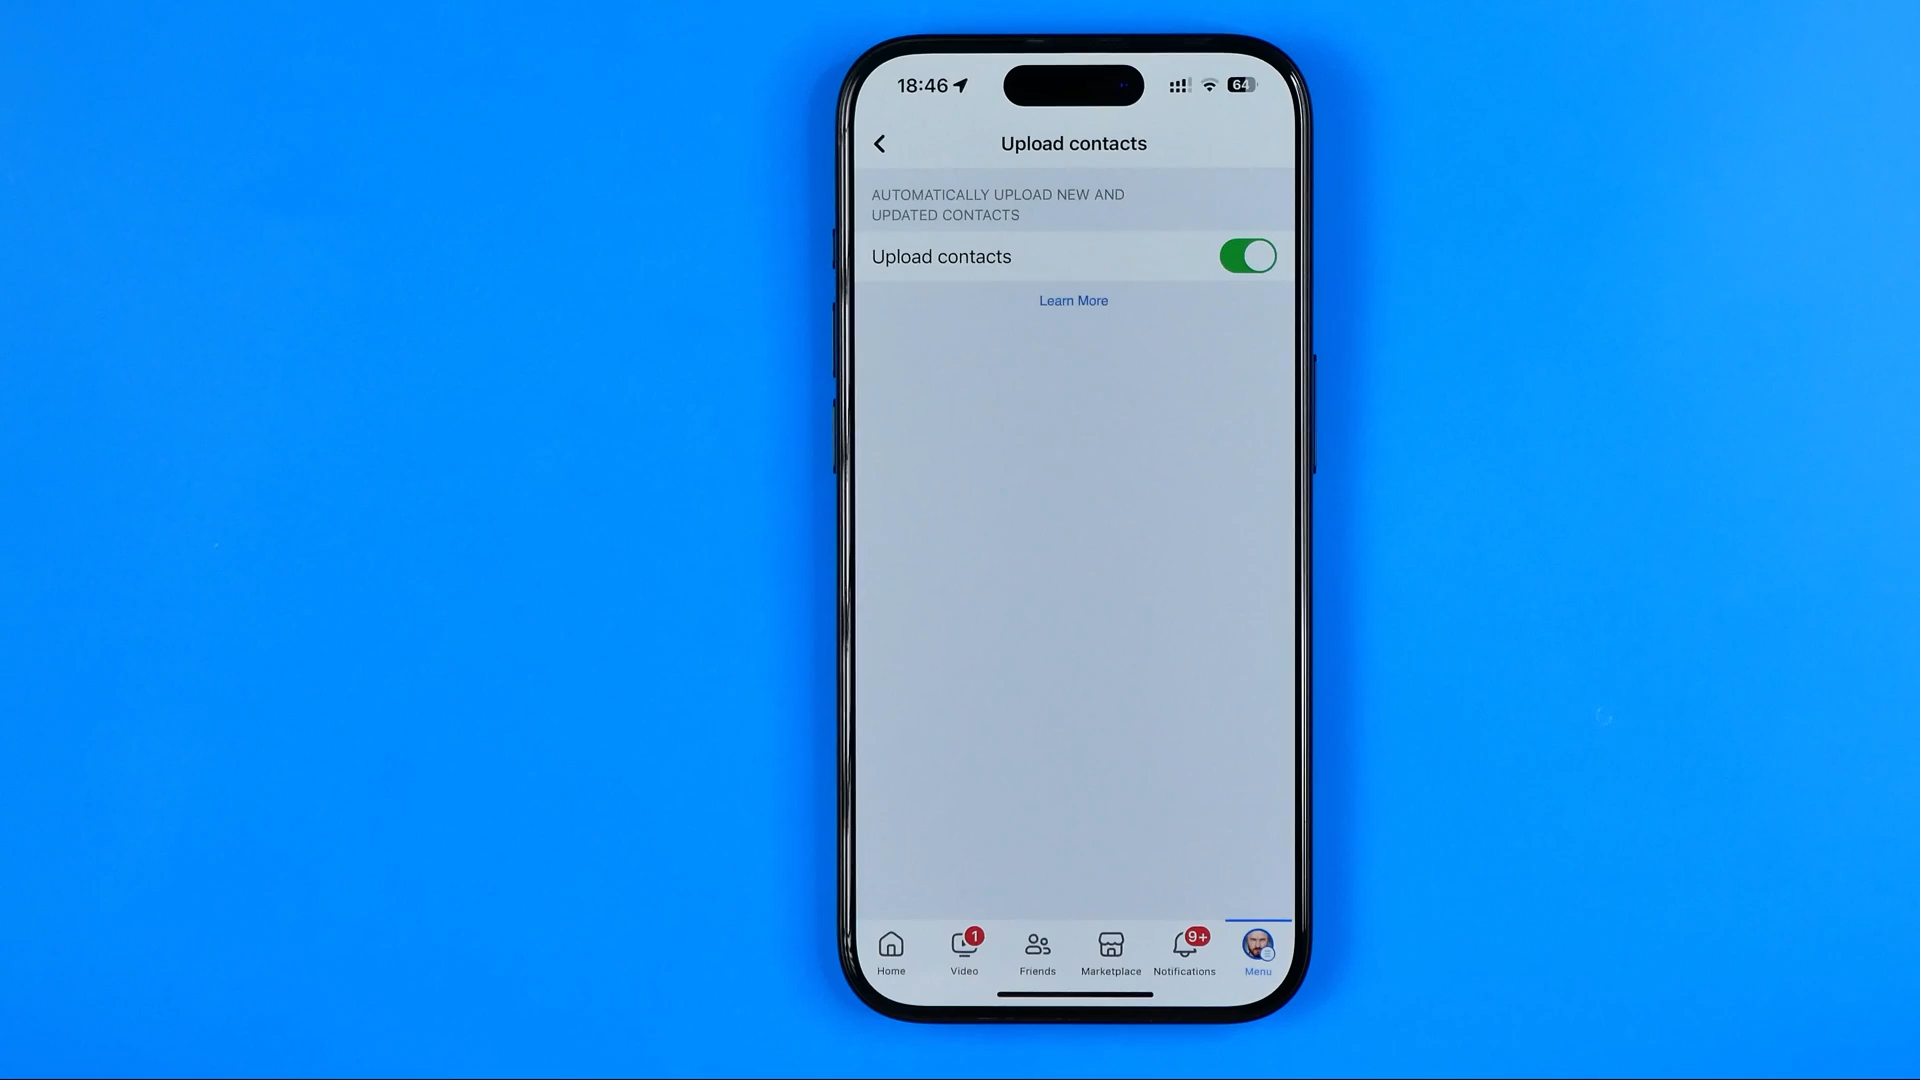 18:46
64
Upload contacts
AUTOMATICALLY UPLOAD NEW AND
UPDATED CONTACTS
Upload contacts
Learn More
1
9+
Home
Video
Friends
Marketplace
Notifications
Menu